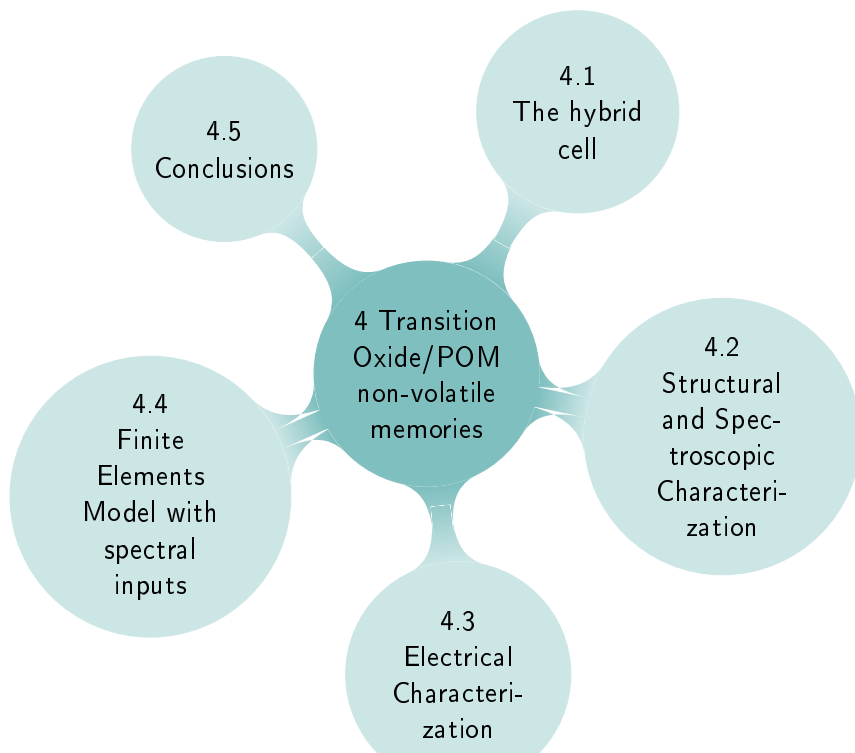 4 Transition
Oxide/POM
non-volatile
memories
4.1
The hybrid
cell
4.2
Structural
and Spec-
troscopic
Characteri-
zation
4.3
Electrical
Characteri-
zation
4.4
Finite
Elements
Model with
spectral
inputs
4.5
Conclusions